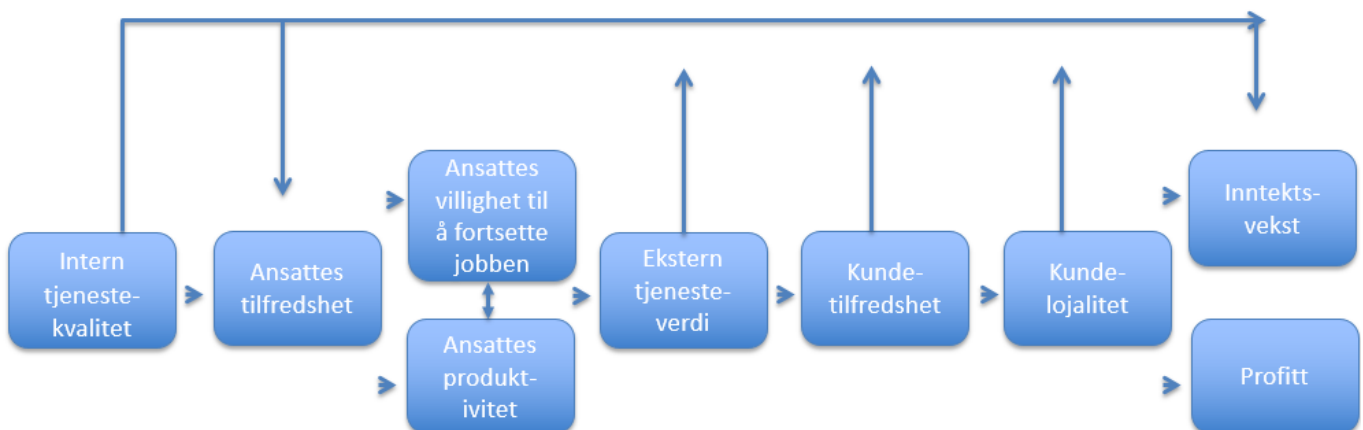 Intern
tjeneste-
kvalitet
Ansattes
tilfredshet
Ansattes
villighet til
å fortsette
jobben
Ansattes
produkt-
ivitet
Ekstern
tjeneste-
verdi
Kunde-
tilfredshet
Kunde-
lojalitet
Inntekts-
vekst
Profitt